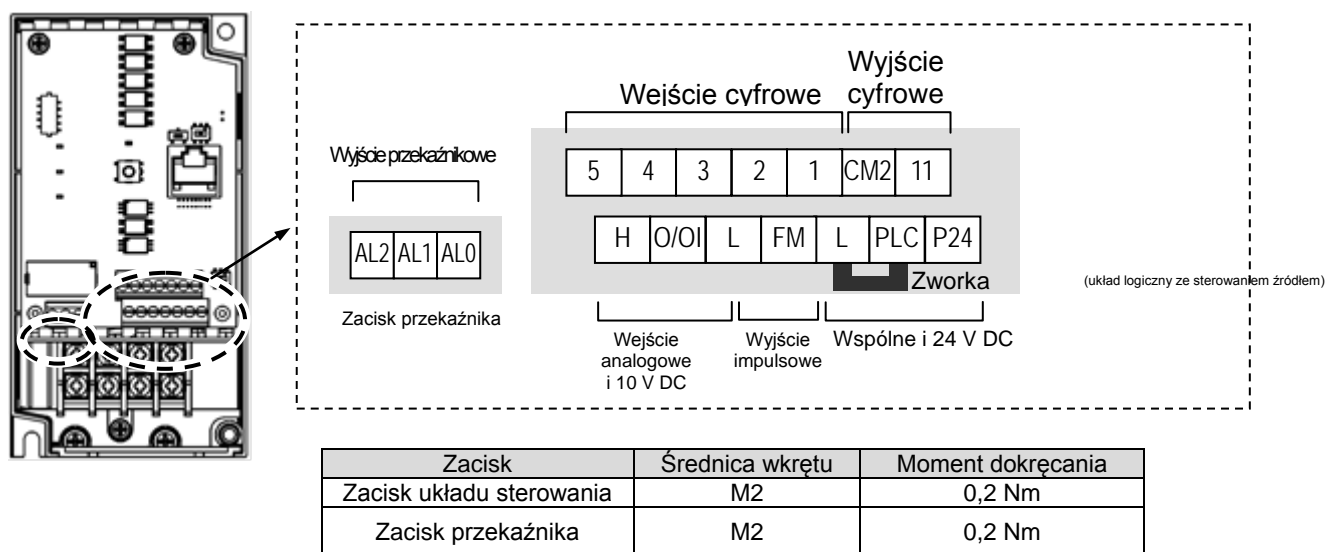 Wejście cyfrowe
Wyjście
cyfrowe
Wyjście przekaźnikowe
5 4 3 2 1 CM2 11
H O/OI L FM L PLC P24
AL2 AL1 AL0
Zworka
(układ logiczny ze sterowaniem źródłem)
Zacisk przekaźnika
Wejście
analogowe
i 10 V DC
Wyjście
impulsowe
Wspólne i 24 V DC
Zacisk Średnica wkrętu Moment dokręcania
Zacisk układu sterowania M2 0,2 Nm
Zacisk przekaźnika M2 0,2 Nm